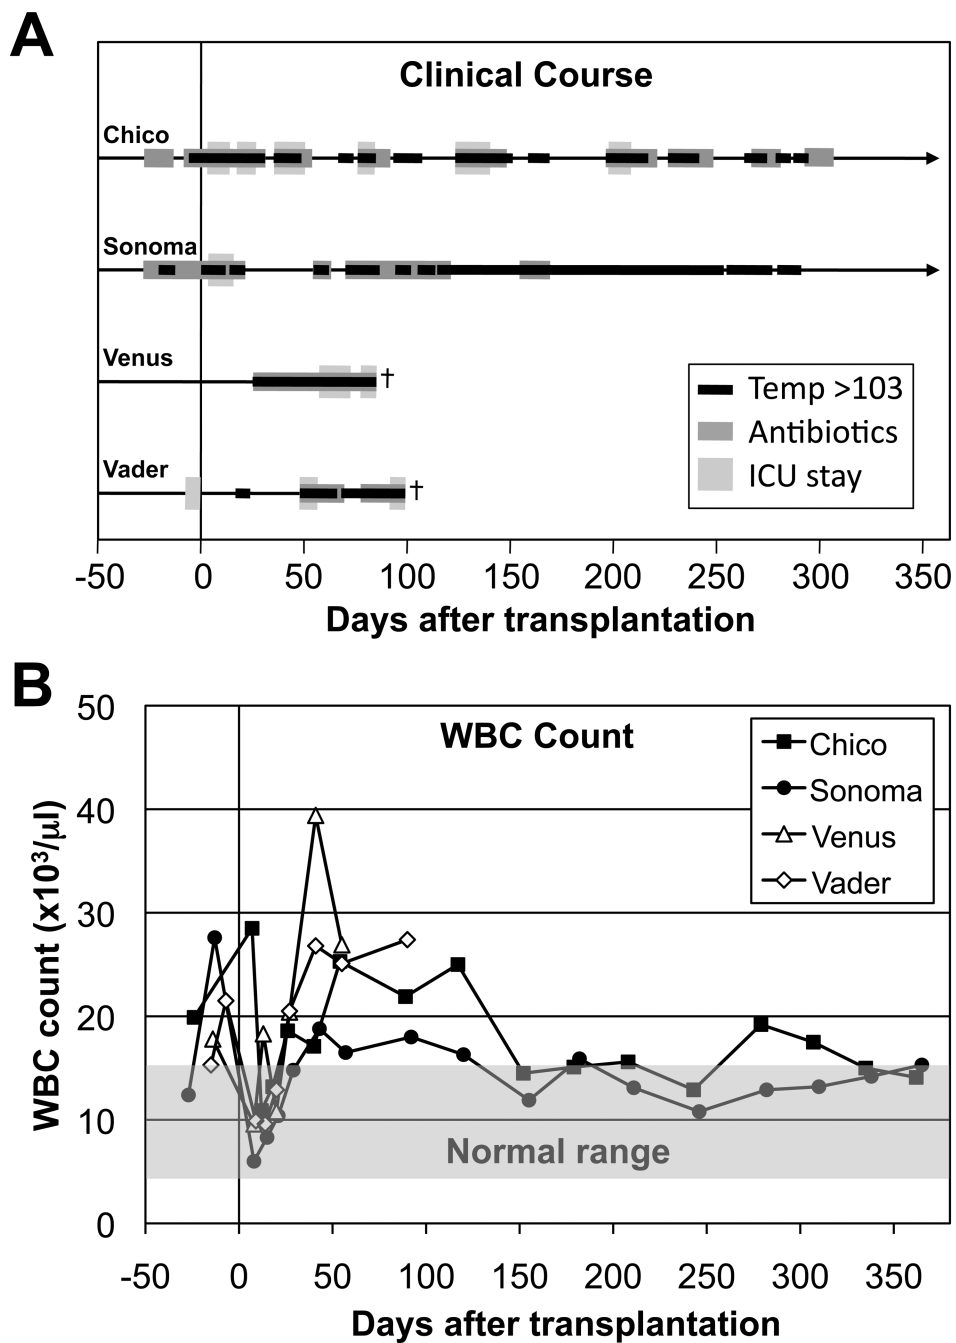 A
Clinical Course
Chico
Sonoma
Venus
†
Vader
†
Temp >103
Antibiotics
ICU stay
-50 0 50 100 150 200 250 300 350
Days after transplantation
B
WBC Count
Chico
Sonoma
Venus
Vader
WBC count (x10³/µl)
50
40
30
20
10
0
Normal range
-50 0 50 100 150 200 250 300 350
Days after transplantation